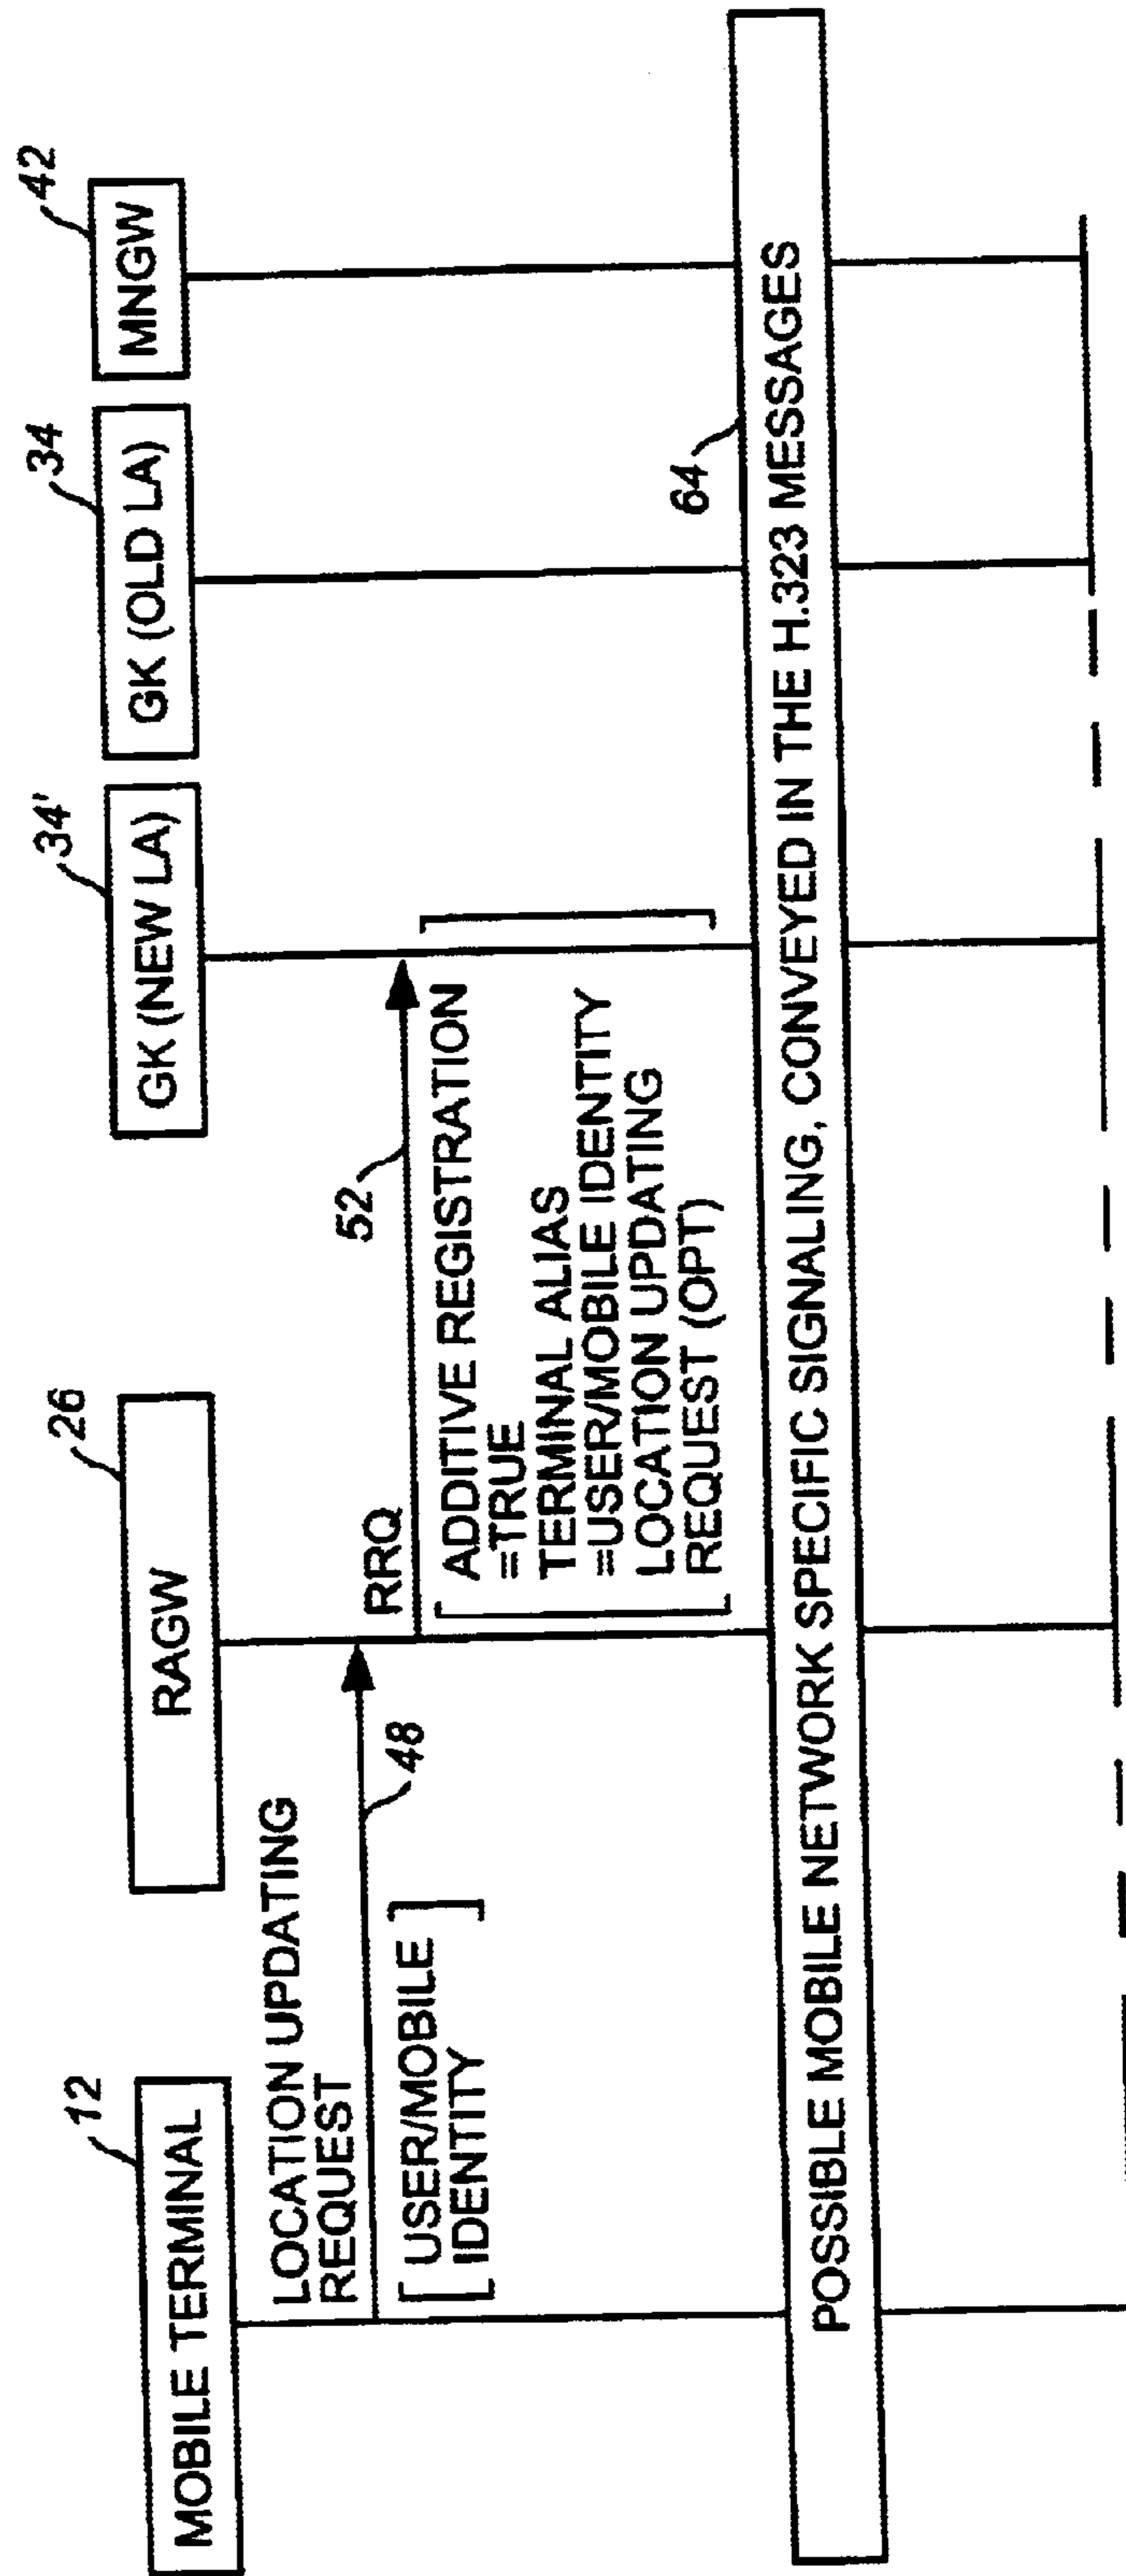 12
MOBILE TERMINAL
26
RAGW
34'
GK (NEW LA)
34
GK (OLD LA)
42
MNGW
LOCATION UPDATING
REQUEST
48
[ USER/MOBILE ]
IDENTITY
RRQ
52
ADDITIVE REGISTRATION
=TRUE
TERMINAL ALIAS
=USER/MOBILE IDENTITY
LOCATION UPDATING
REQUEST (OPT)
64
POSSIBLE MOBILE NETWORK SPECIFIC SIGNALING, CONVEYED IN THE H.323 MESSAGES